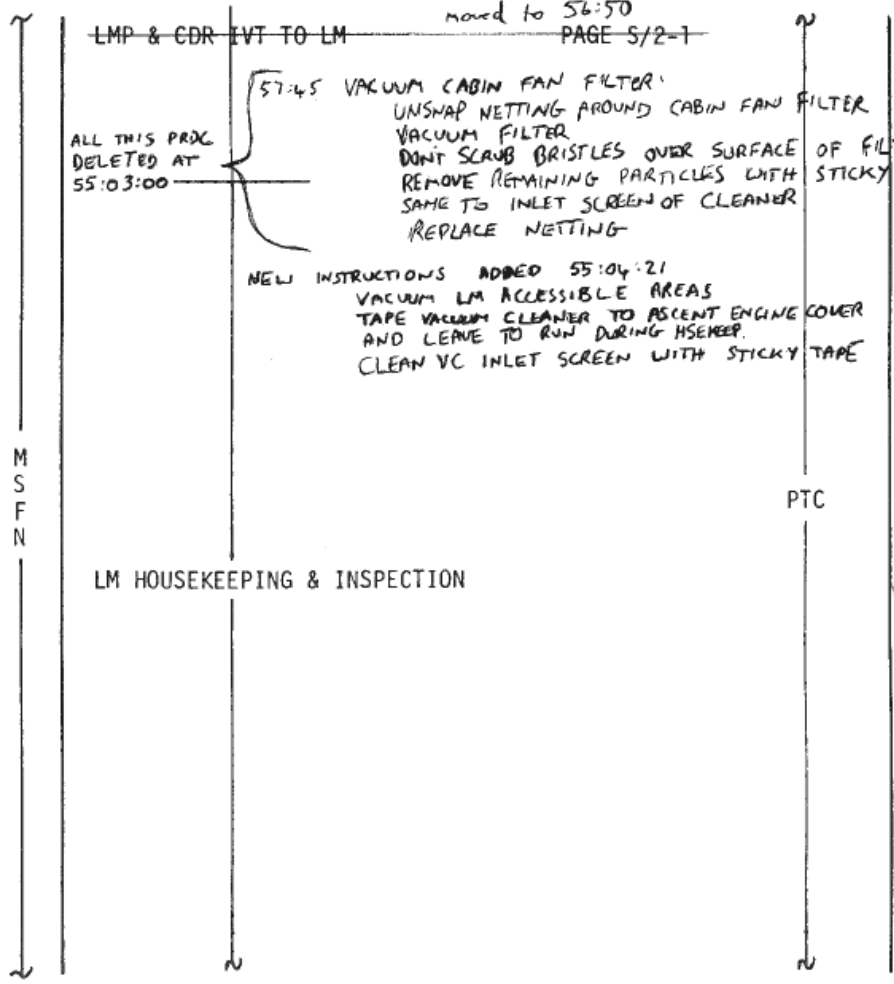 moved to 56:50
LMP & CDR IVT TO LM PAGE S/2-1
57:45 VACUUM CABIN FAN FILTER:
UNSNAP NETTING AROUND CABIN FAN FILTER
VACUUM FILTER
DON'T SCRUB BRISTLES OVER SURFACE OF FIL
REMOVE REMAINING PARTICLES WITH STICKY
SAME TO INLET SCREEN OF CLEANER
REPLACE NETTING
ALL THIS PROC
DELETED AT
55:03:00
NEW INSTRUCTIONS ADDED 55:04:21
VACUUM LM ACCESSIBLE AREAS
TAPE VACUUM CLEANER TO ASCENT ENGINE COVER
AND LEAVE TO RUN DURING HSEKEEP.
CLEAN VC INLET SCREEN WITH STICKY TAPE
MSFN
PTC
LM HOUSEKEEPING & INSPECTION